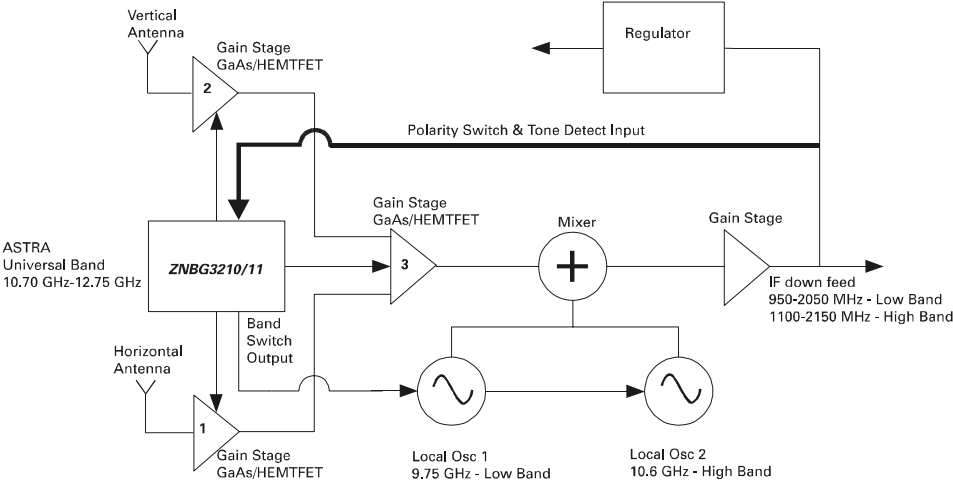 Vertical
Antenna
Gain Stage
GaAs/HEMTFET
2
Regulator
Polarity Switch & Tone Detect Input
Gain Stage
GaAs/HEMTFET
Mixer
Gain Stage
ASTRA
Universal Band
10.70 GHz-12.75 GHz
ZNBG3210/11
3
+
IF down feed
950-2050 MHz - Low Band
1100-2150 MHz - High Band
Band
Switch
Output
Horizontal
Antenna
1
Gain Stage
GaAs/HEMTFET
Local Osc 1
9.75 GHz - Low Band
Local Osc 2
10.6 GHz - High Band